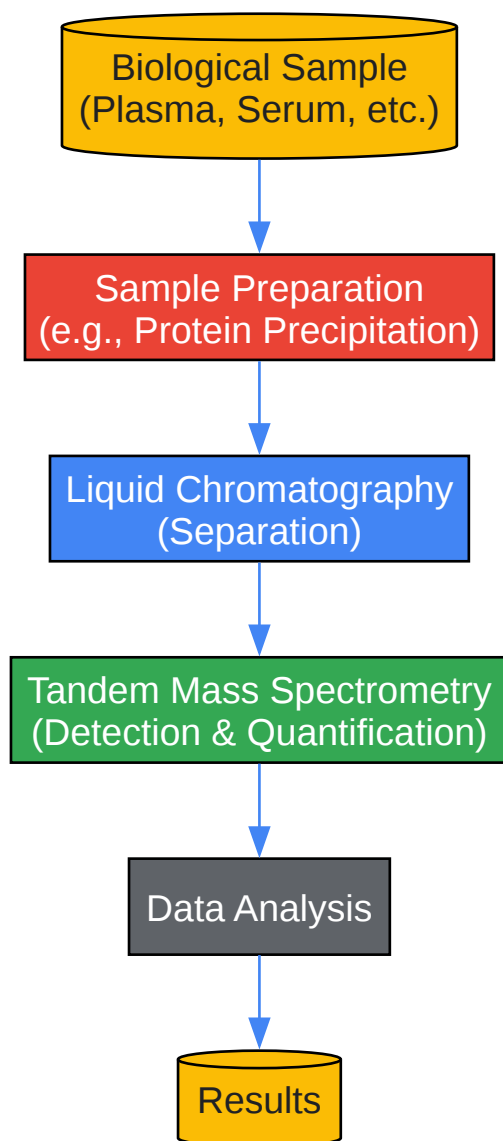 Biological Sample
(Plasma, Serum, etc.)
Sample Preparation
(e.g., Protein Precipitation)
Liquid Chromatography
(Separation)
Tandem Mass Spectrometry
(Detection & Quantification)
Data Analysis
Results